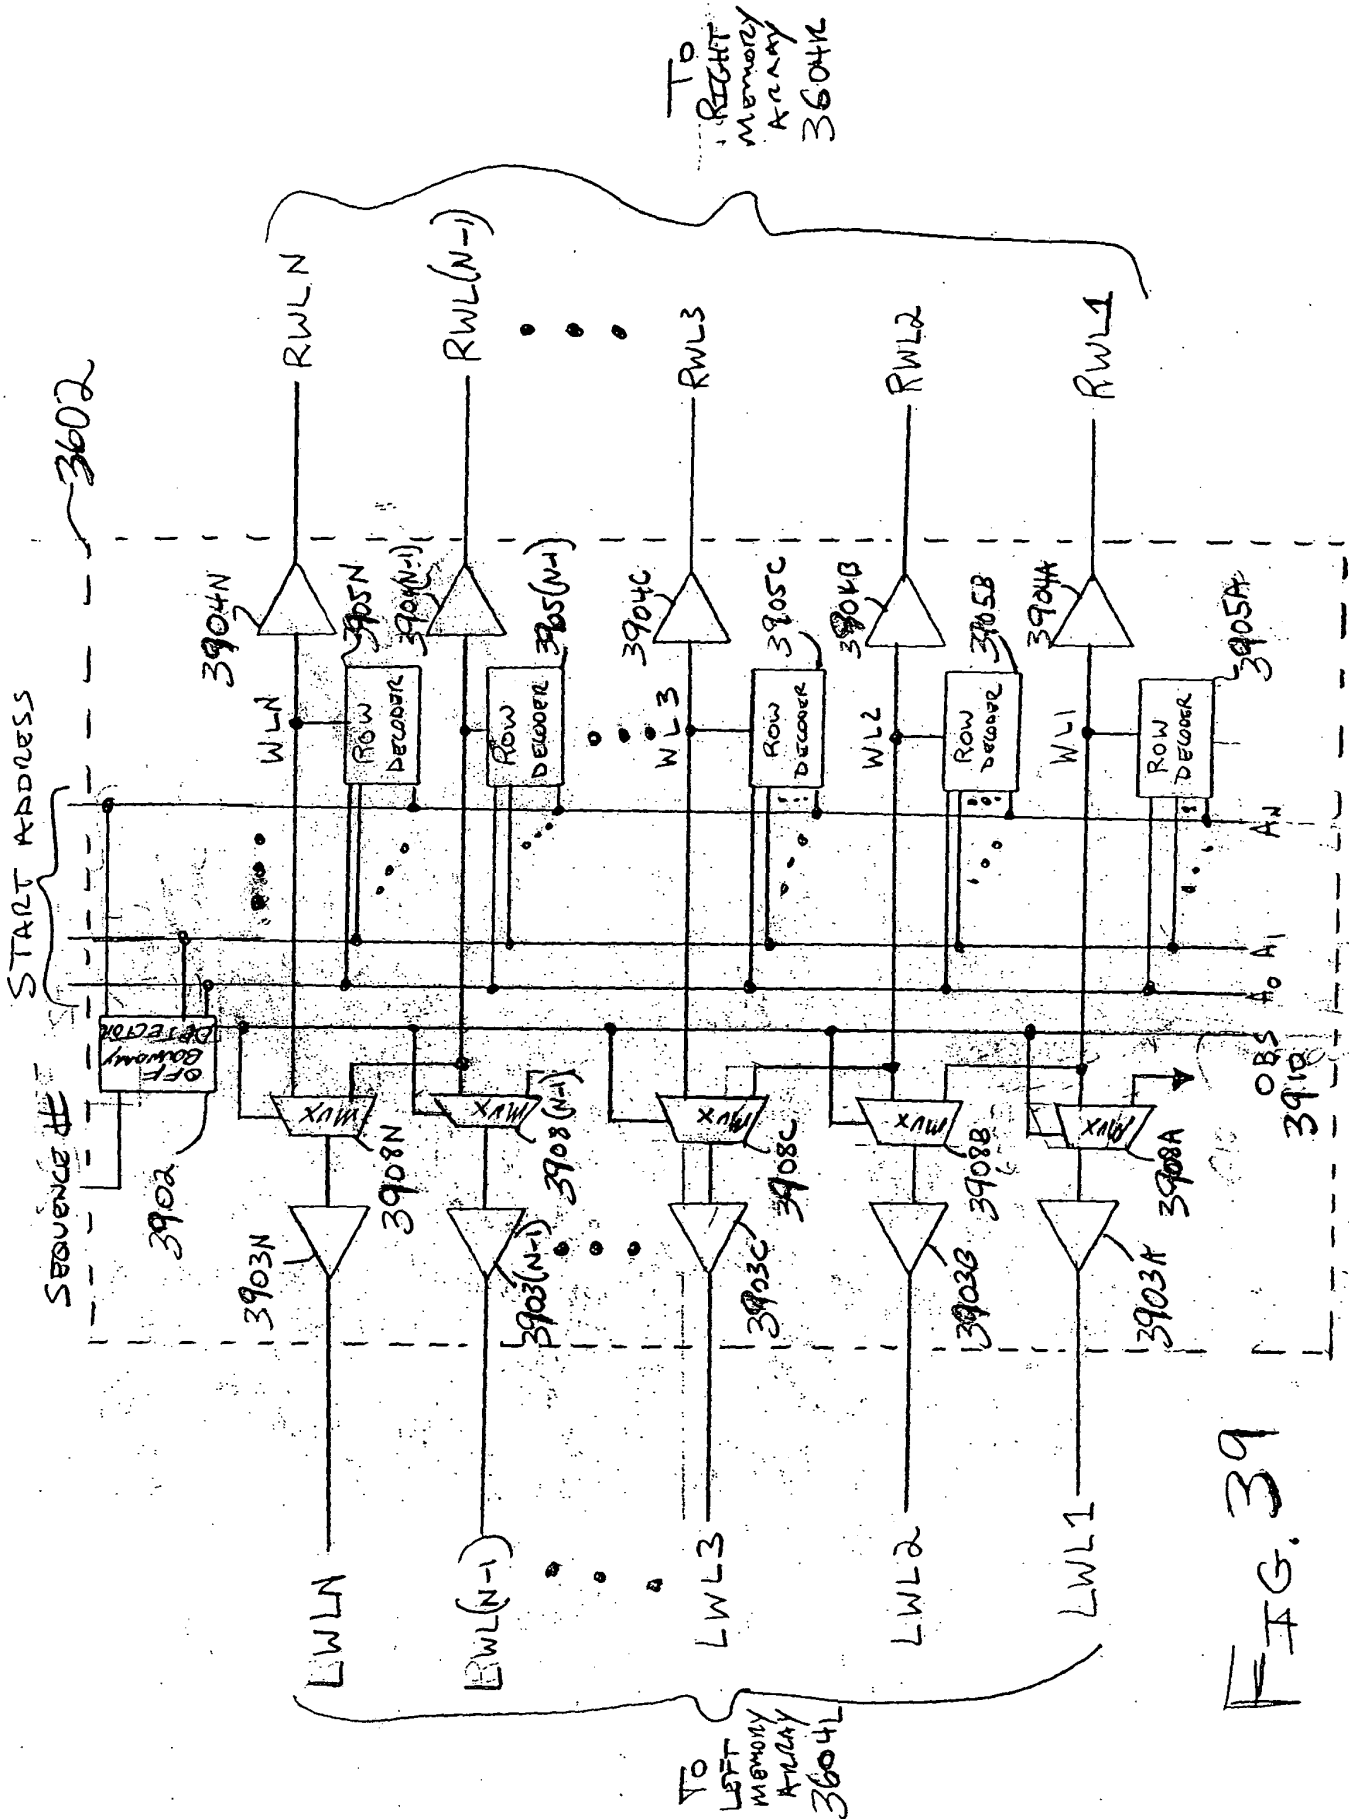 START ADDRESS
SEQUENCE #
3602
OFF
BOUNDARY
DETECTOR
3902
LWLN
3903N
3908N
MUX
WLN
3904N
RWLN
ROW
DECODER
3905N
LWL(N-1)
3903(N-1)
3908(N-1)
MUX
3904(N-1)
RWL(N-1)
ROW
DECODER
3905(N-1)
LWL3
3903C
3908C
MUX
WL3
3904C
RWL3
ROW
DECODER
3905C
LWL2
3903B
3908B
MUX
WL2
3904B
RWL2
ROW
DECODER
3905B
LWL1
3903A
3908A
MUX
WL1
3904A
RWL1
ROW
DECODER
3905A
OBS
3910
A0
A1
AN
TO
LEFT
MEMORY
ARRAY
3604L
TO
RIGHT
MEMORY
ARRAY
3604R
FIG. 39